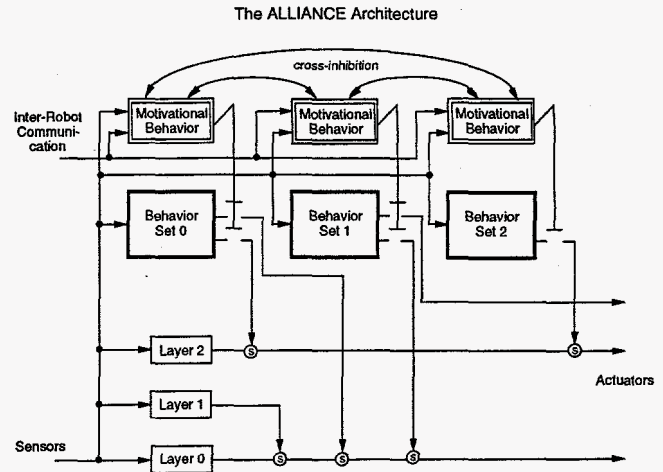 The ALLIANCE Architecture
cross-inhibition
Inter-Robot
Communi-
cation
Motivational
Behavior
Motivational
Behavior
Motivational
Behavior
Behavior
Set 0
Behavior
Set 1
Behavior
Set 2
Layer 2
S
S
Actuators
Layer 1
Sensors
Layer 0
S
S
S